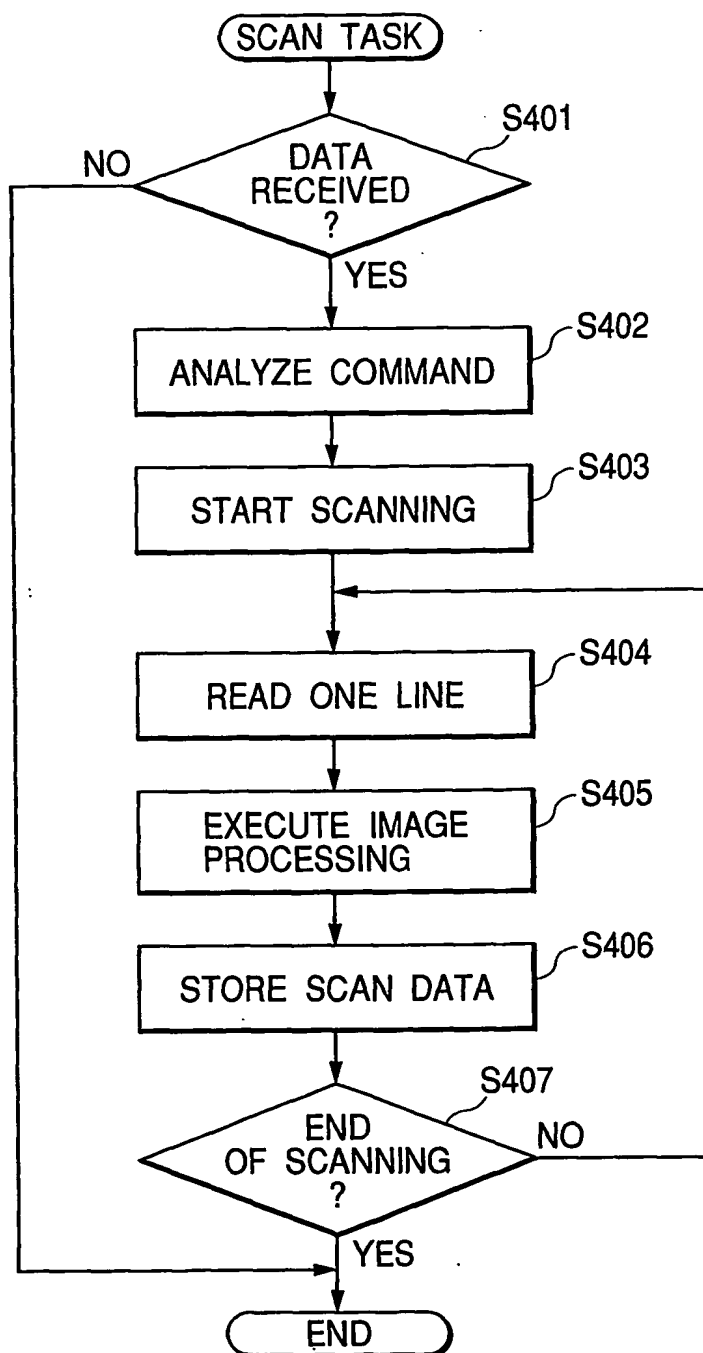 SCAN TASK
S401
NO
DATA
RECEIVED
?
YES
S402
ANALYZE COMMAND
S403
START SCANNING
S404
READ ONE LINE
S405
EXECUTE IMAGE
PROCESSING
S406
STORE SCAN DATA
S407
END
OF SCANNING
?
NO
YES
END